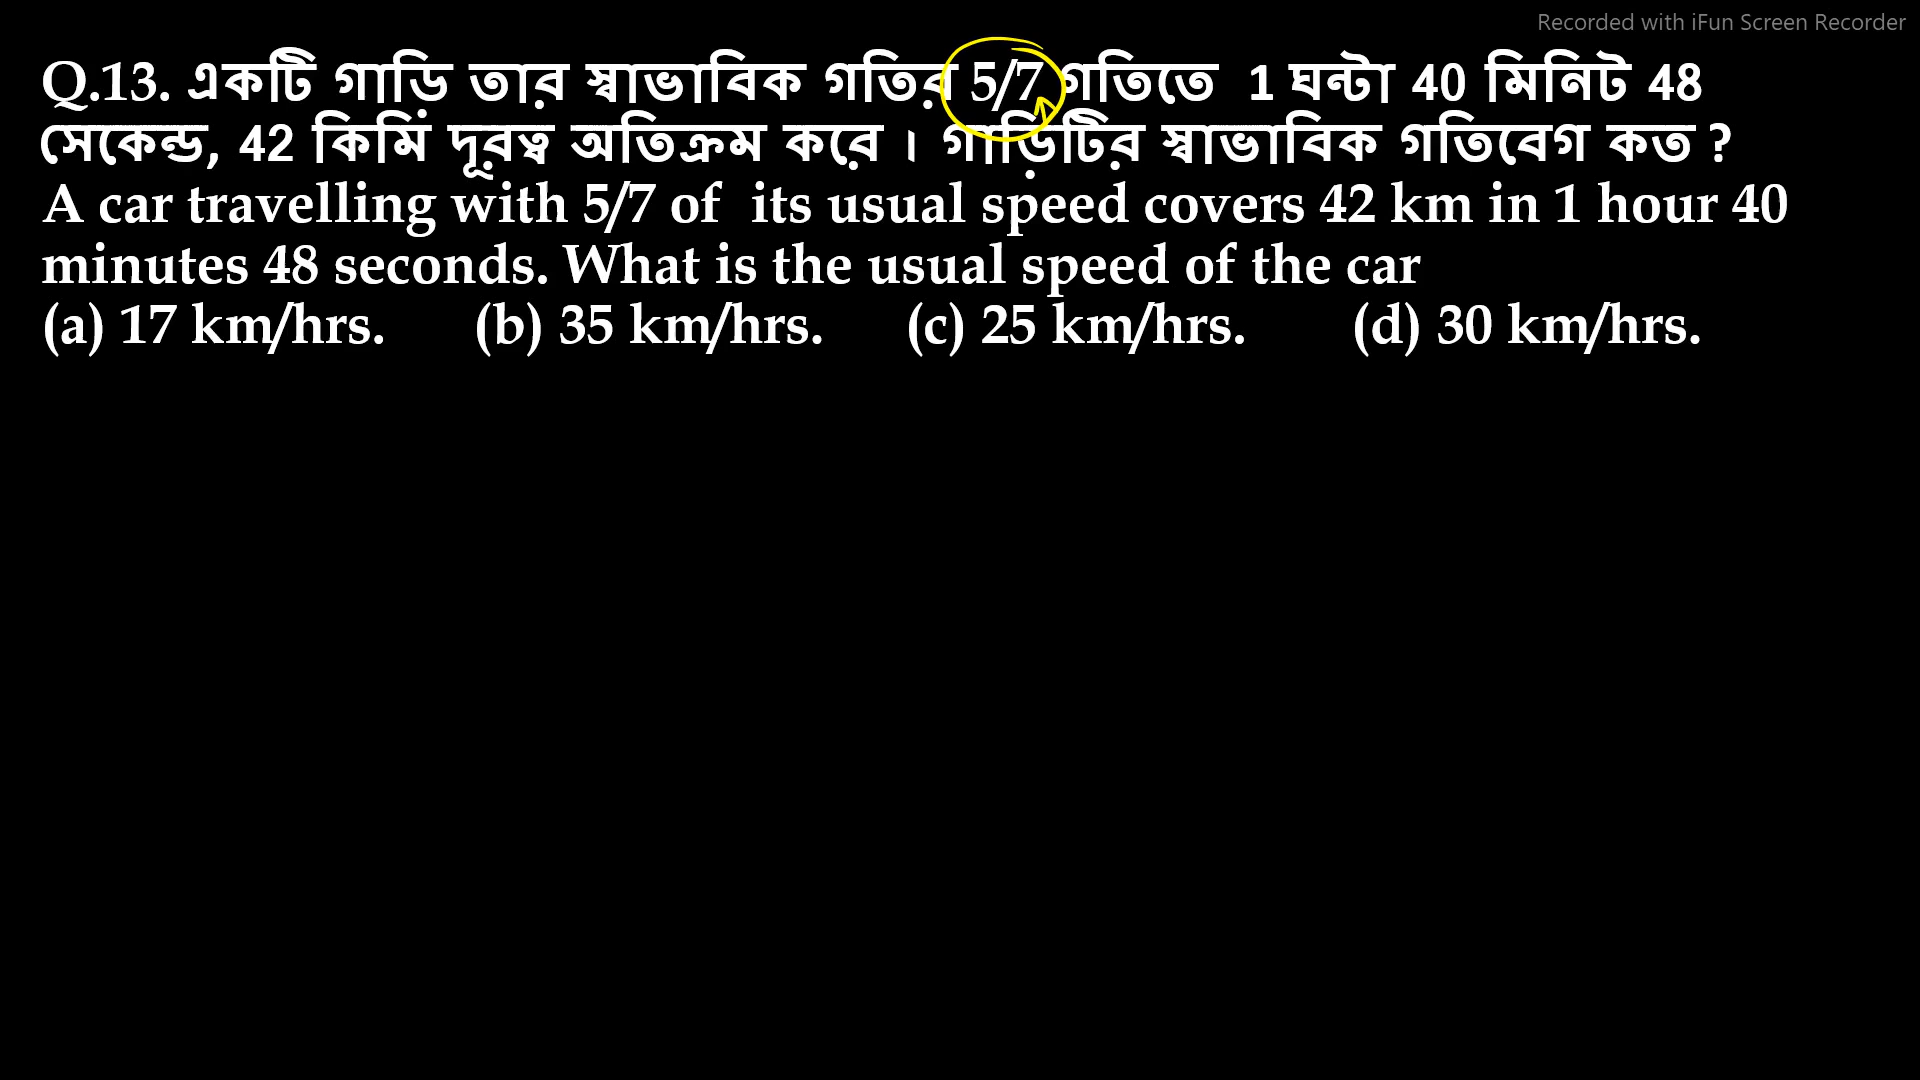 Recorded with iFun Screen Recorder
Q.13. একটি গাড়ি তার স্বাভাবিক গতির 5/7 গতিতে 1 ঘন্টা 40 মিনিট 48
সেকেন্ড, 42 কিমি দূরত্ব অতিক্রম করে । গাড়িটির স্বাভাবিক গতিবেগ কত ?
A car travelling with 5/7 of its usual speed covers 42 km in 1 hour 40
minutes 48 seconds. What is the usual speed of the car
(a) 17 km/hrs. (b) 35 km/hrs. (c) 25 km/hrs. (d) 30 km/hrs.